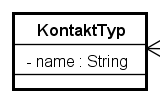 KontaktTyp
- name : String